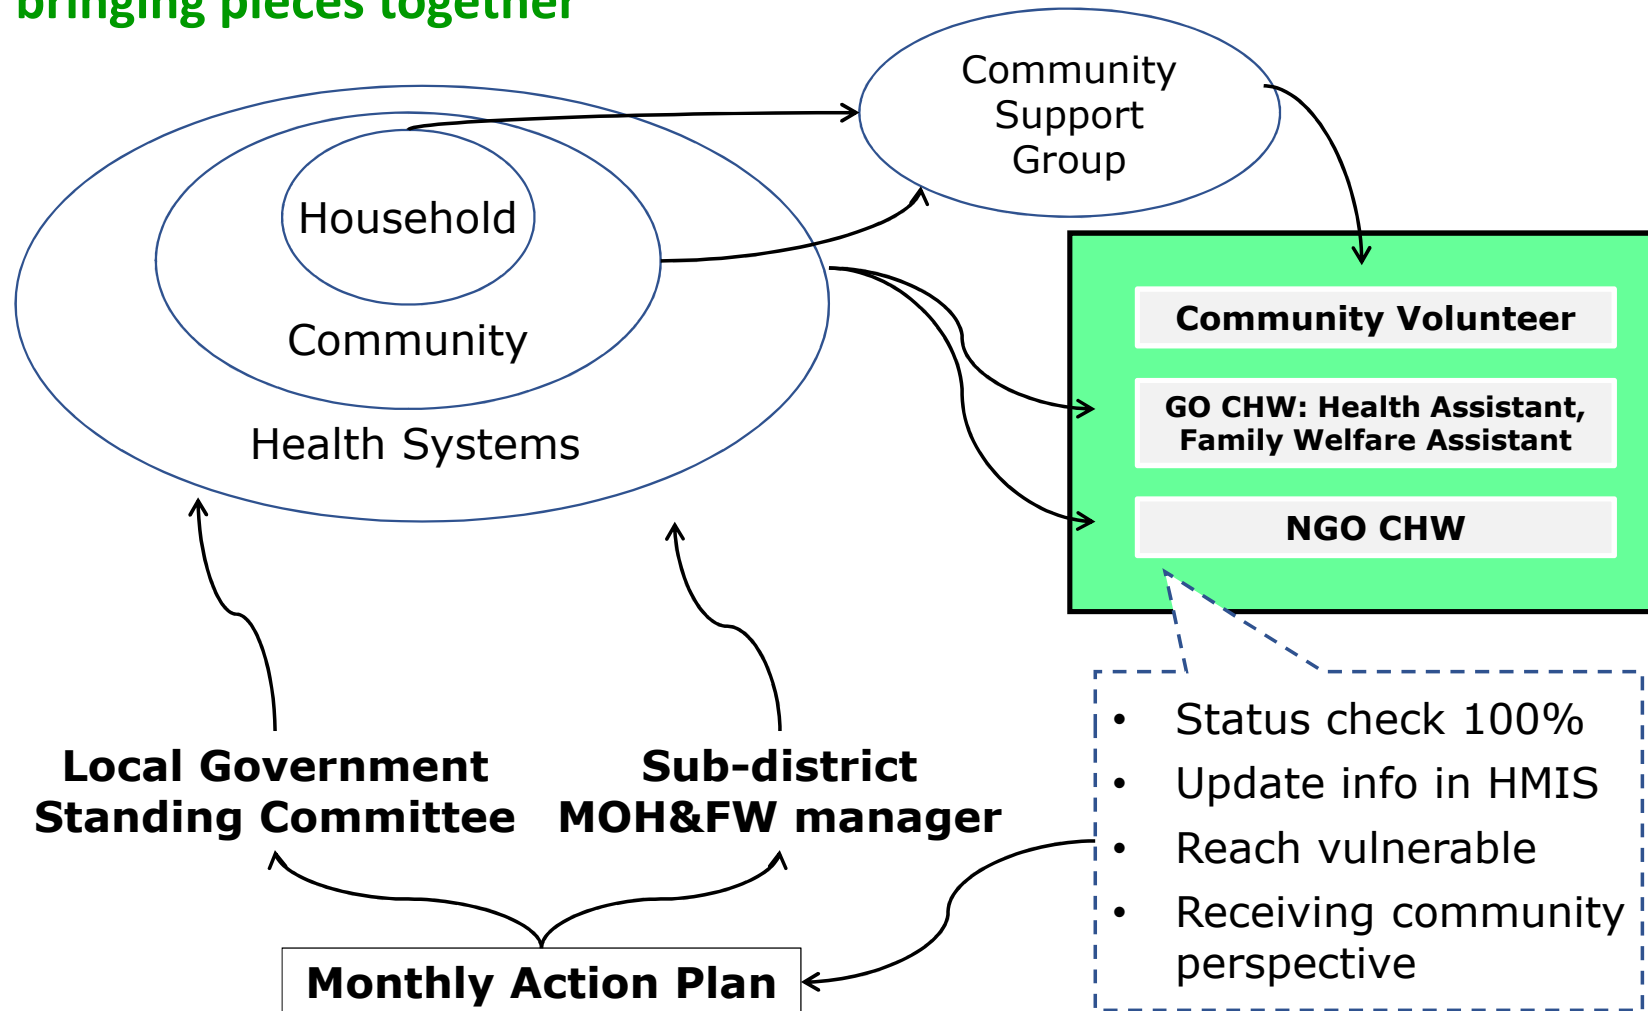 bringing pieces together
Community
Support
Group
Household
Community
Health Systems
Community Volunteer
GO CHW: Health Assistant,
Family Welfare Assistant
NGO CHW
Local Government
Standing Committee
Sub-district
MOH&FW manager
• Status check 100%
• Update info in HMIS
• Reach vulnerable
• Receiving community
perspective
Monthly Action Plan